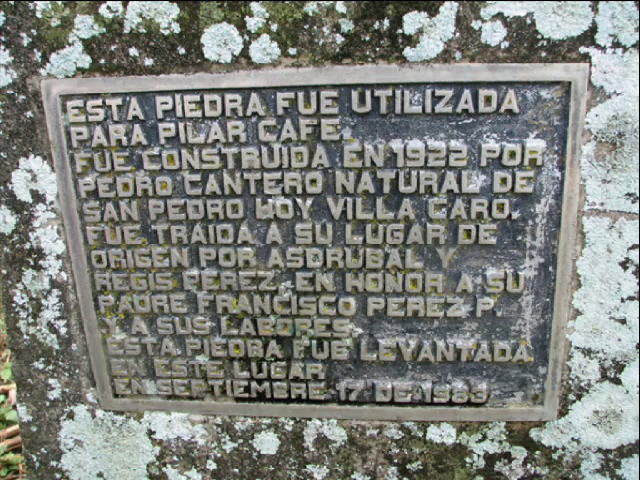 ESTA PIEDRA FUE UTILIZADA
PARA PILAR CAFE.
FUE CONSTRUIDA EN 1922 POR
PEDRO CANTERO NATURAL DE
SAN PEDRO HOY VILLA CARO.
FUE TRAIDA A SU LUGAR DE
ORIGEN POR ASDRUBAL Y
REGIS PEREZ, EN HONOR A SU
PADRE FRANCISCO PEREZ P.
Y A SUS LABORES.
ESTA PIEDRA FUE LEVANTADA
EN ESTE LUGAR
EN SEPTIEMBRE 17 DE 1983